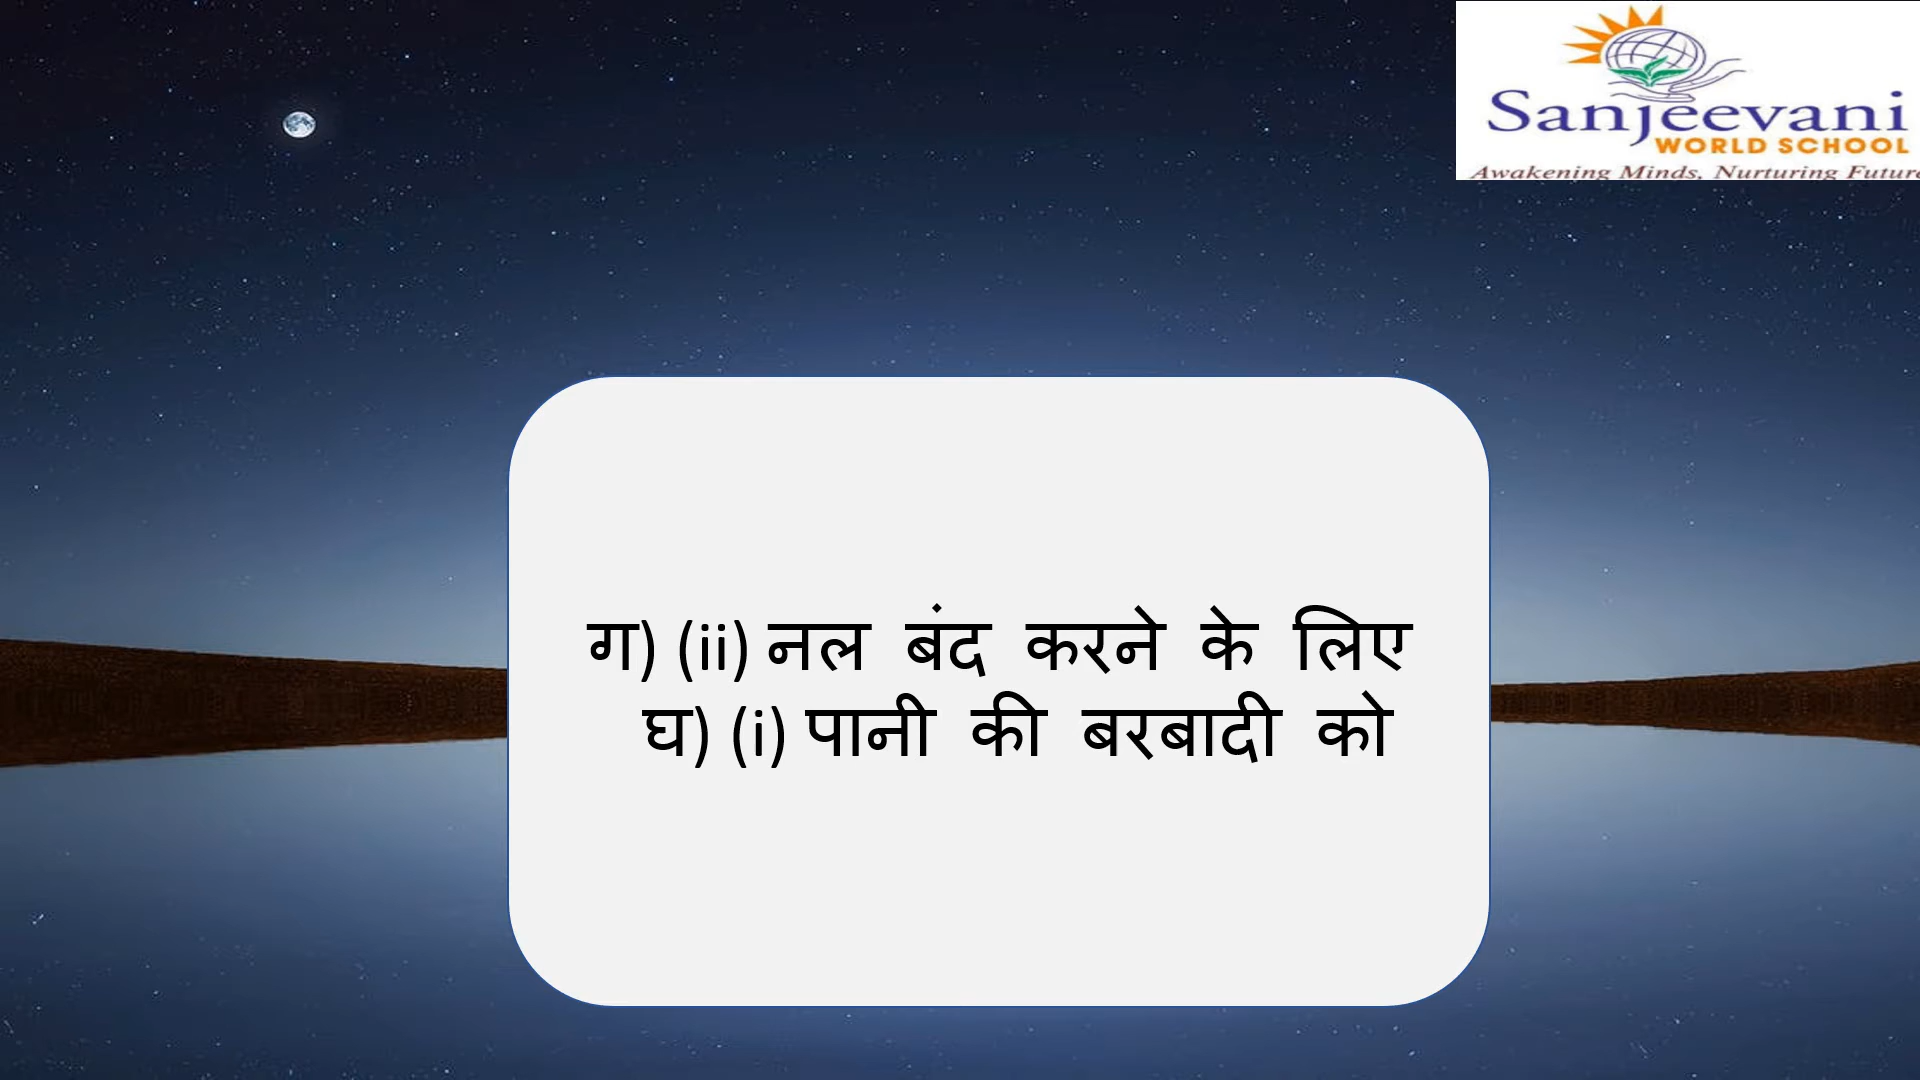 Sanjeevani
WORLD SCHOOL
Awakening Minds, Nurturing Future
ग) (ii) नल बंद करने के लिए
घ) (i) पानी की बरबादी को